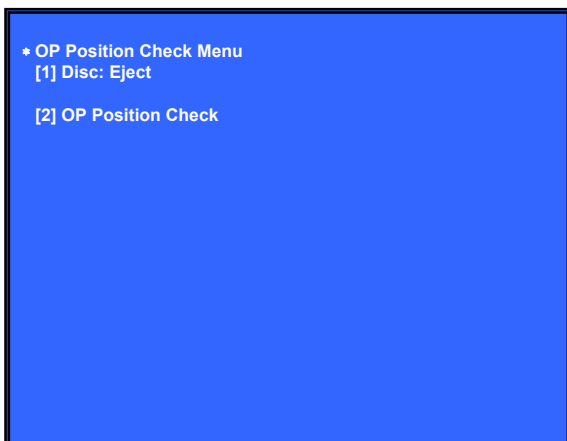 * OP Position Check Menu
[1] Disc: Eject
[2] OP Position Check